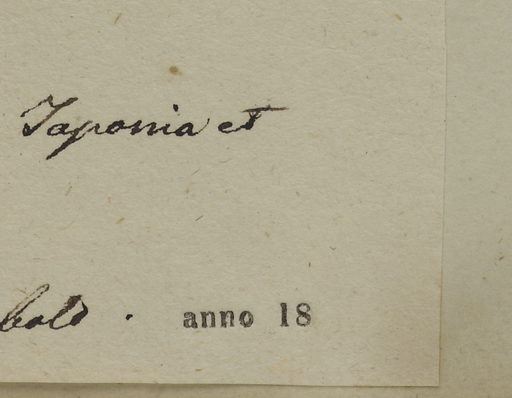 Japonia et
bold . anno 18